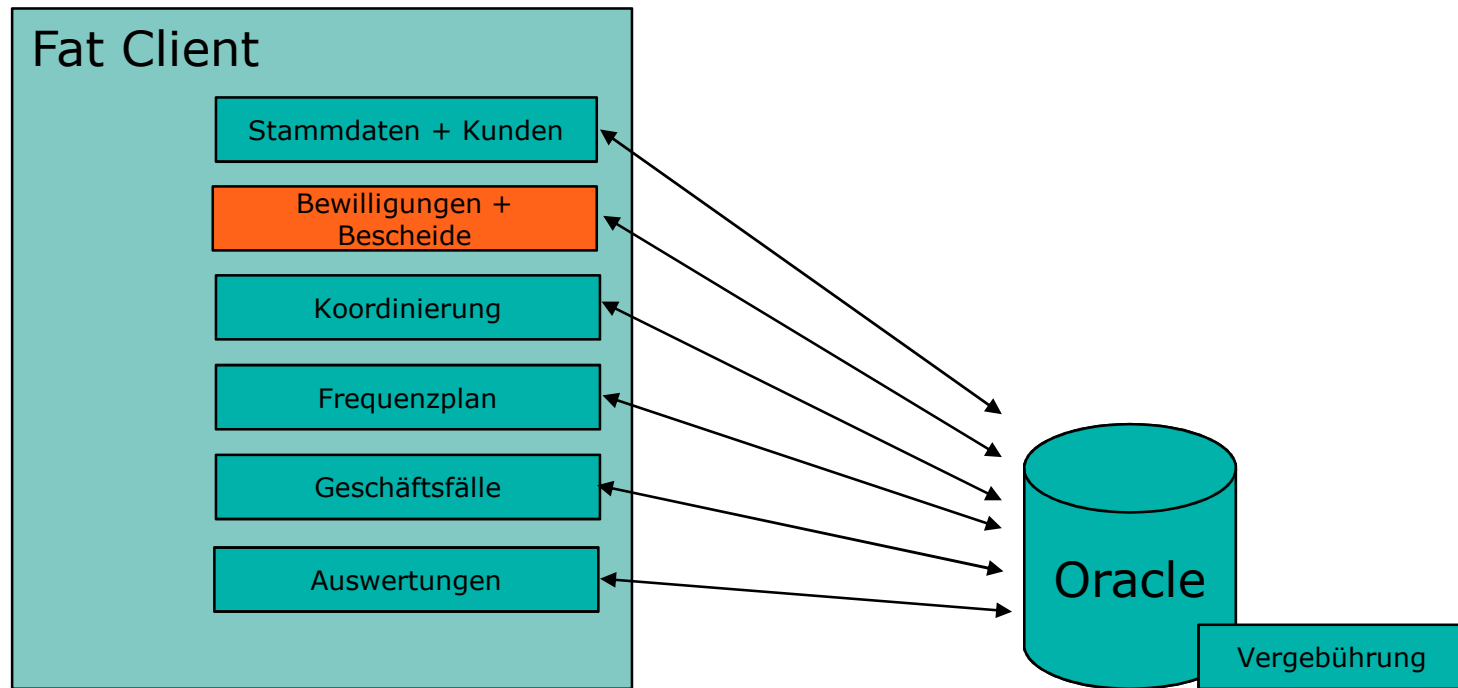 Fat Client
Stammdaten + Kunden
Bewilligungen +
Bescheide
Koordinierung
Frequenzplan
Geschäftsfälle
Auswertungen
Oracle
Vergebührung